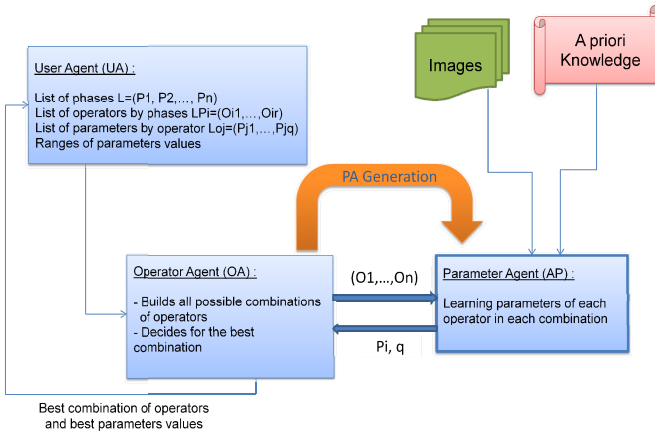 User Agent (UA) :
List of phases L=(P1, P2,…, Pn)
List of operators by phases LPi=(Oi1,…,Oir)
List of parameters by operator Loj=(Pj1,…,Pjq)
Ranges of parameters values
Images
A priori
Knowledge
PA Generation
Operator Agent (OA) :
- Builds all possible combinations
of operators
- Decides for the best
combination
(O1,…,On)
Pi, q
Parameter Agent (AP) :
Learning parameters of each
operator in each combination
Best combination of operators
and best parameters values